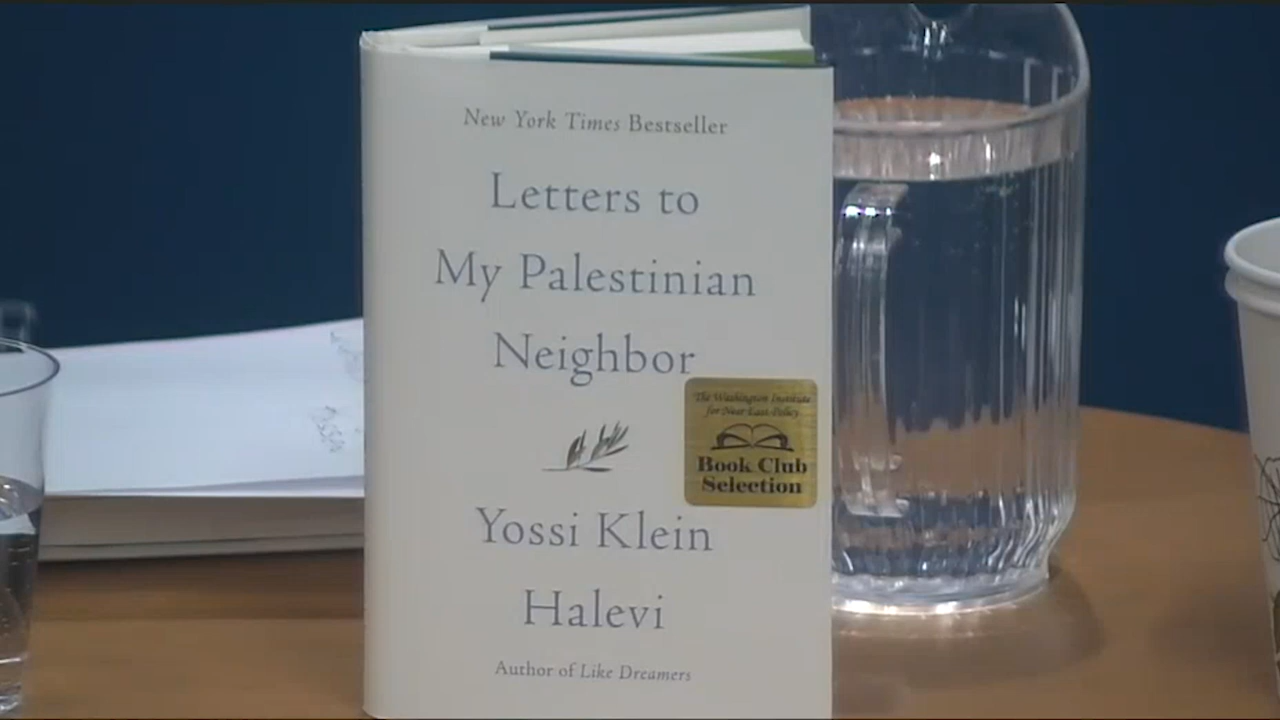 New York Times Bestseller
Letters to
My Palestinian
Neighbor
The Washington Institute
for Near East Policy
Book Club
Selection
Yossi Klein
Halevi
Author of Like Dreamers